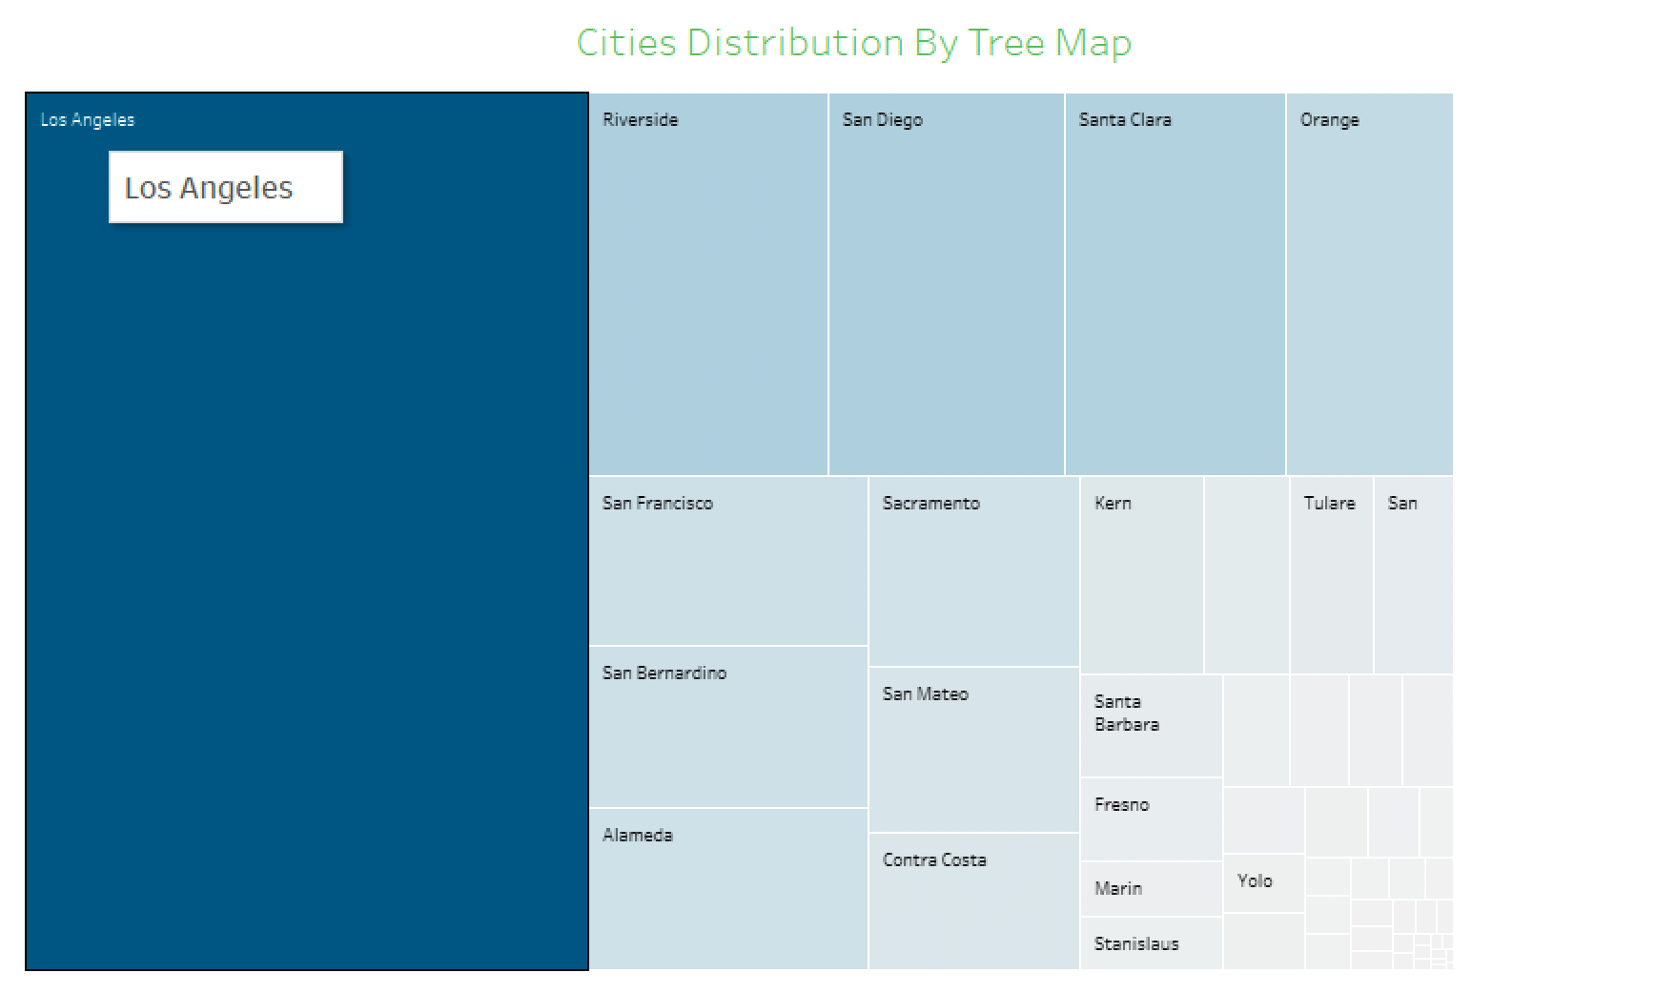 Cities Distribution By Tree Map
Los Angeles
Los Angeles
Riverside
San Diego
Santa Clara
Orange
San Francisco
Sacramento
Kern
Tulare
San
San Bernardino
San Mateo
Santa
Barbara
Fresno
Alameda
Contra Costa
Marin
Yolo
Stanislaus